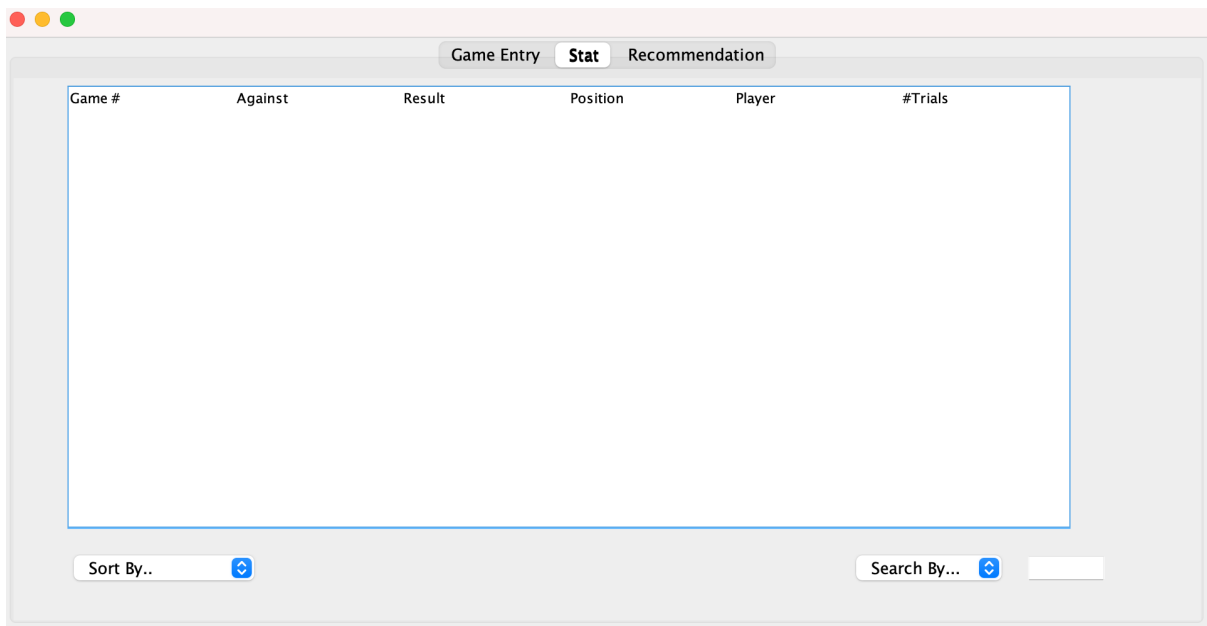 Game Entry Stat Recommendation
Game # Against Result Position Player #Trials
Sort By.. Search By...